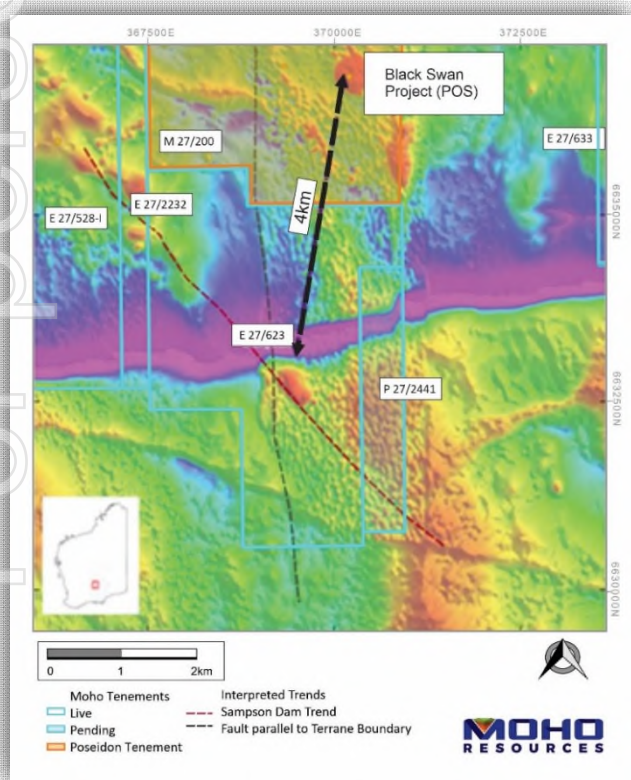 367500E 370000E 372500E
Black Swan
Project (POS)
M 27/200
E 27/633
E 27/2232
E 27/528-I
4km
6635000N
E 27/623
P 27/2441
6632500N
6630000N
0 1 2km
Moho Tenements
Live
Pending
Poseidon Tenement
Interpreted Trends
Sampson Dam Trend
Fault parallel to Terrane Boundary
MOHO
RESOURCES